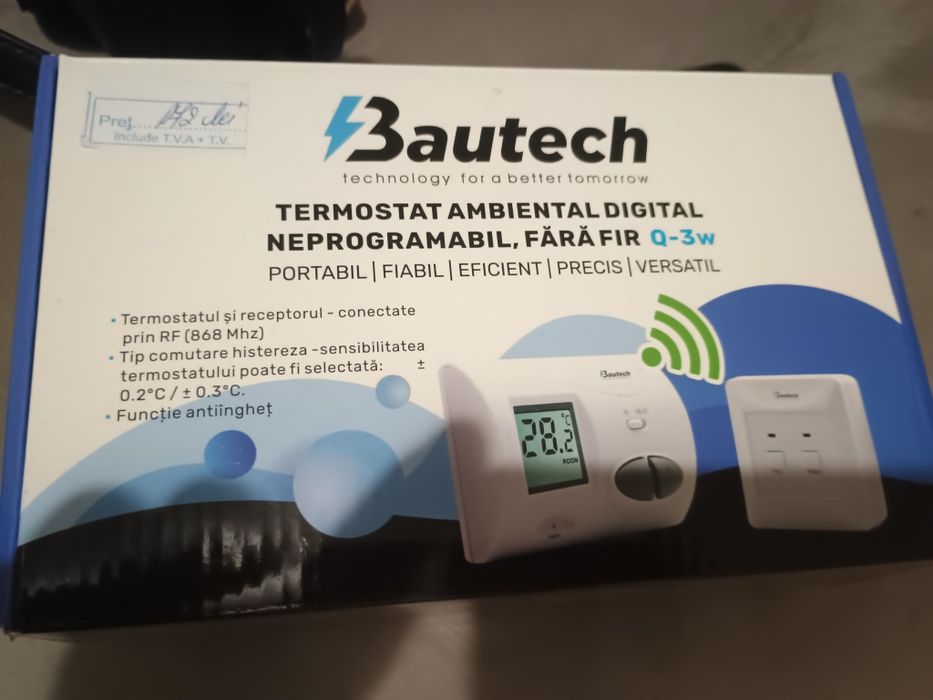 Preț.....142 lei
Include T.V.A + T.V.
Bautech
technology for a better tomorrow
TERMOSTAT AMBIENTAL DIGITAL
NEPROGRAMABIL, FĂRĂ FIR Q-3w
PORTABIL | FIABIL | EFICIENT | PRECIS | VERSATIL
• Termostatul și receptorul - conectate
prin RF (868 Mhz)
• Tip comutare histereza -sensibilitatea
termostatului poate fi selectată: ±
0.2°C / ± 0.3°C.
• Funcție antiîngheț
Bautech
28.2 °C
ROOM
Bautech